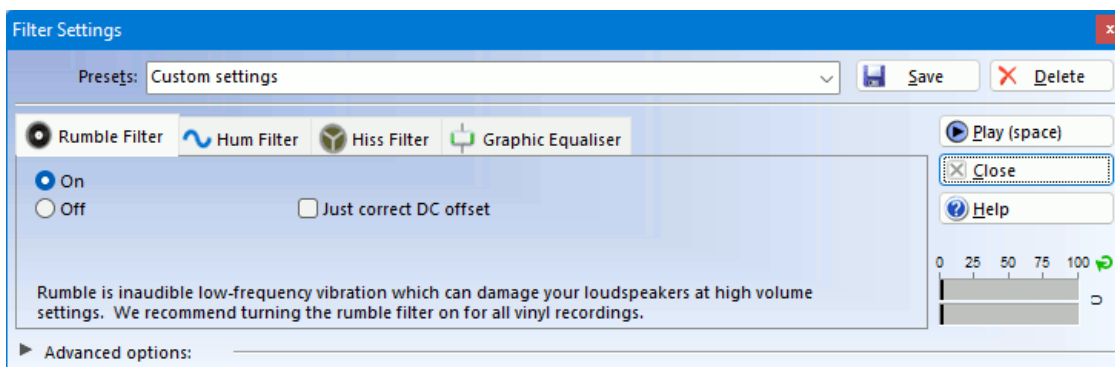 Filter Settings
x
Presets: Custom settings
Save
Delete
Rumble Filter
Hum Filter
Hiss Filter
Graphic Equaliser
Play (space)
On
Close
Off
Just correct DC offset
Help
0 25 50 75 100
Rumble is inaudible low-frequency vibration which can damage your loudspeakers at high volume
settings. We recommend turning the rumble filter on for all vinyl recordings.
Advanced options: